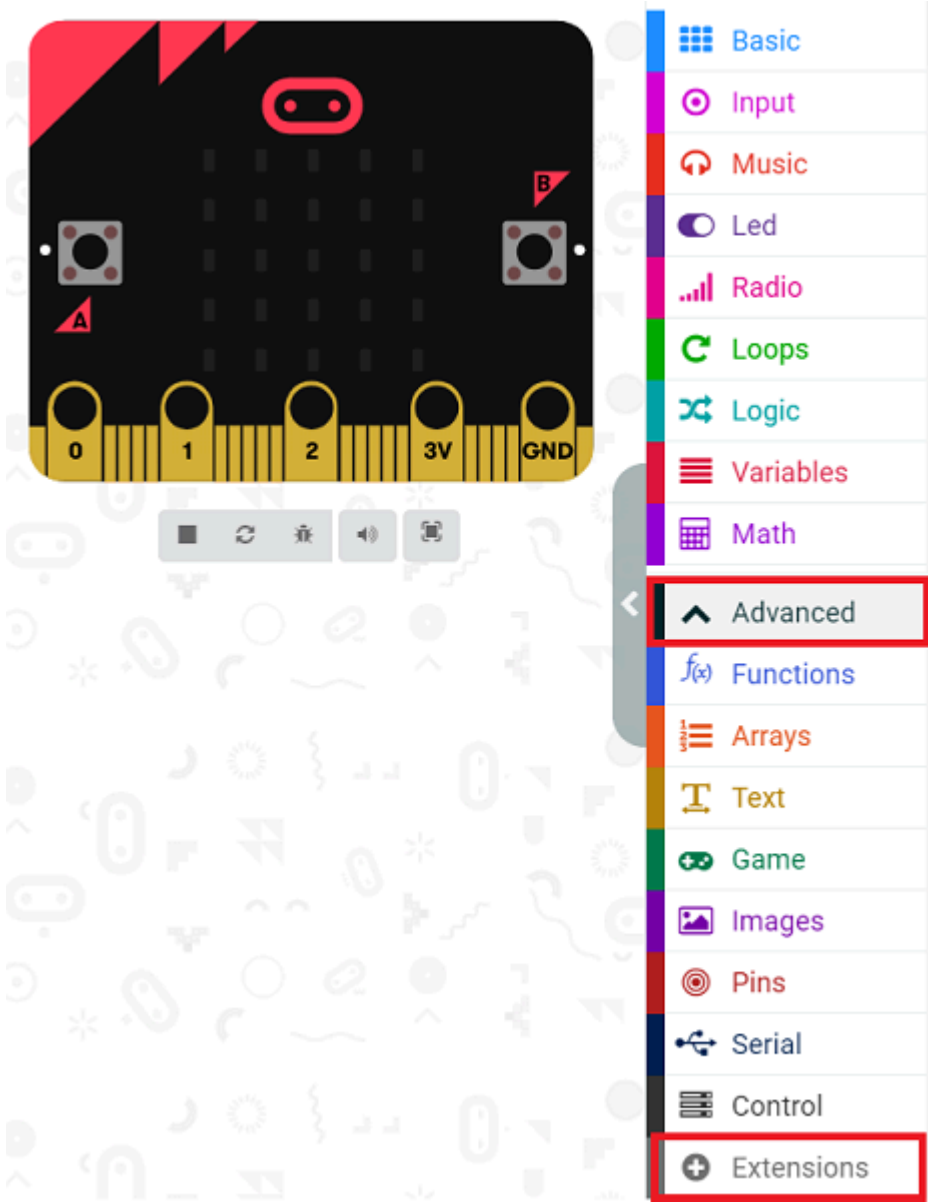 B
A
0 1 2 3V GND
Basic
Input
Music
Led
Radio
Loops
Logic
Variables
Math
Advanced
f(x) Functions
Arrays
Text
Game
Images
Pins
Serial
Control
Extensions